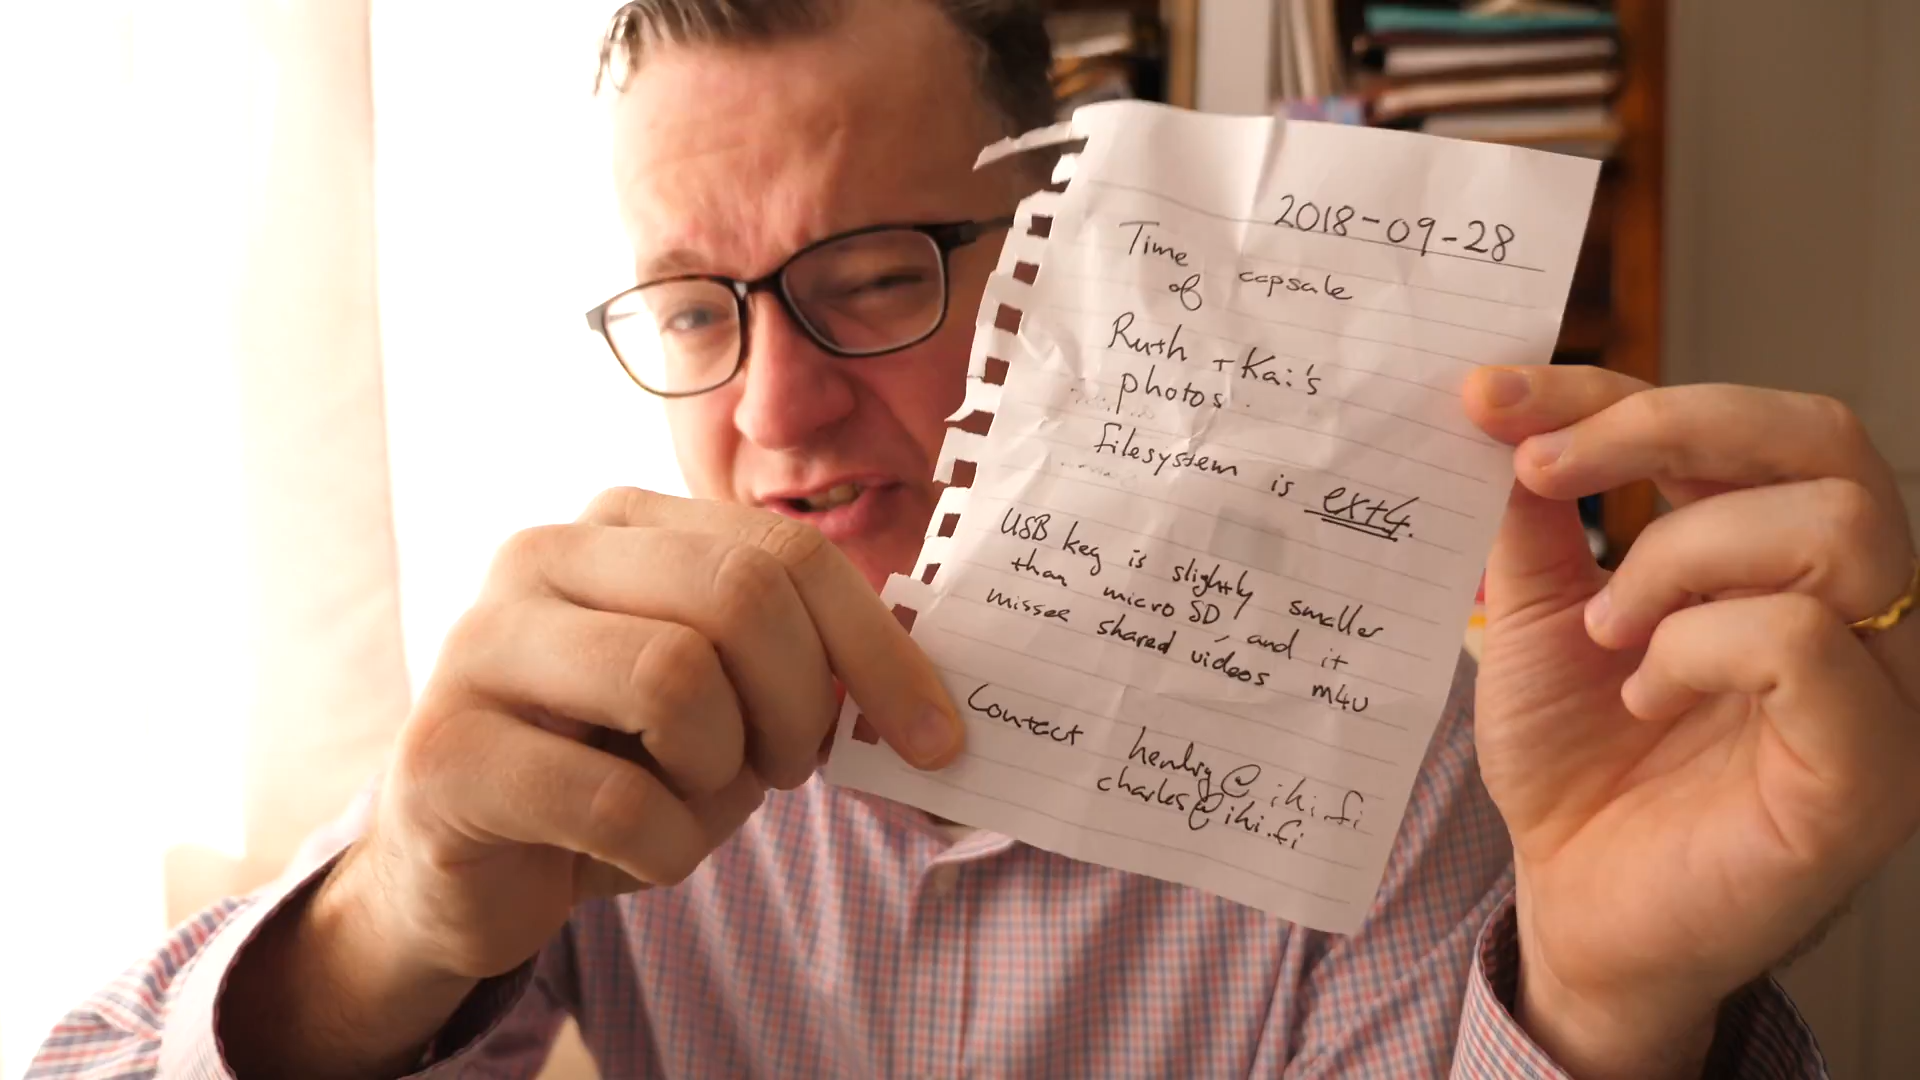 2018-09-28
Time capsule
of
Ruth + Kai's
photos.
Filesystem is ext4.
USB key is slightly smaller
than micro SD, and it
misses shared videos m4v
Contact hendry@iki.fi
charles@iki.fi